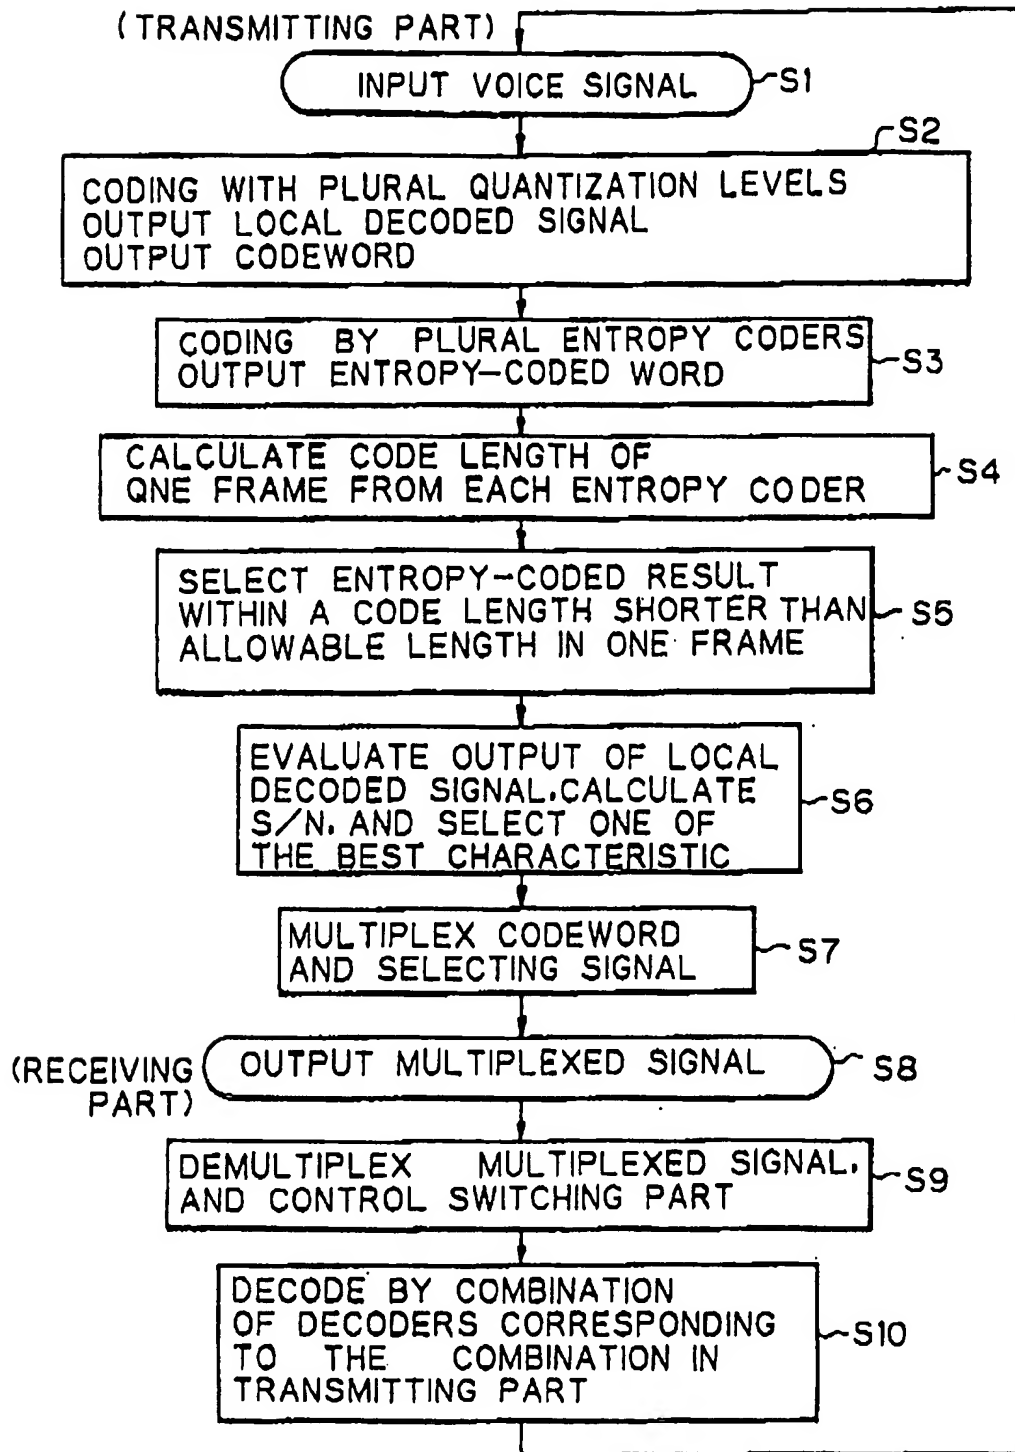 (TRANSMITTING PART)
INPUT VOICE SIGNAL
S1
S2
CODING WITH PLURAL QUANTIZATION LEVELS
OUTPUT LOCAL DECODED SIGNAL
OUTPUT CODEWORD
CODING BY PLURAL ENTROPY CODERS
OUTPUT ENTROPY-CODED WORD
S3
CALCULATE CODE LENGTH OF
ONE FRAME FROM EACH ENTROPY CODER
S4
SELECT ENTROPY-CODED RESULT
WITHIN A CODE LENGTH SHORTER THAN
ALLOWABLE LENGTH IN ONE FRAME
S5
EVALUATE OUTPUT OF LOCAL
DECODED SIGNAL, CALCULATE
S/N, AND SELECT ONE OF
THE BEST CHARACTERISTIC
S6
MULTIPLEX CODEWORD
AND SELECTING SIGNAL
S7
OUTPUT MULTIPLEXED SIGNAL
S8
(RECEIVING
PART)
DEMULTIPLEX MULTIPLEXED SIGNAL,
AND CONTROL SWITCHING PART
S9
DECODE BY COMBINATION
OF DECODERS CORRESPONDING
TO THE COMBINATION IN
TRANSMITTING PART
S10